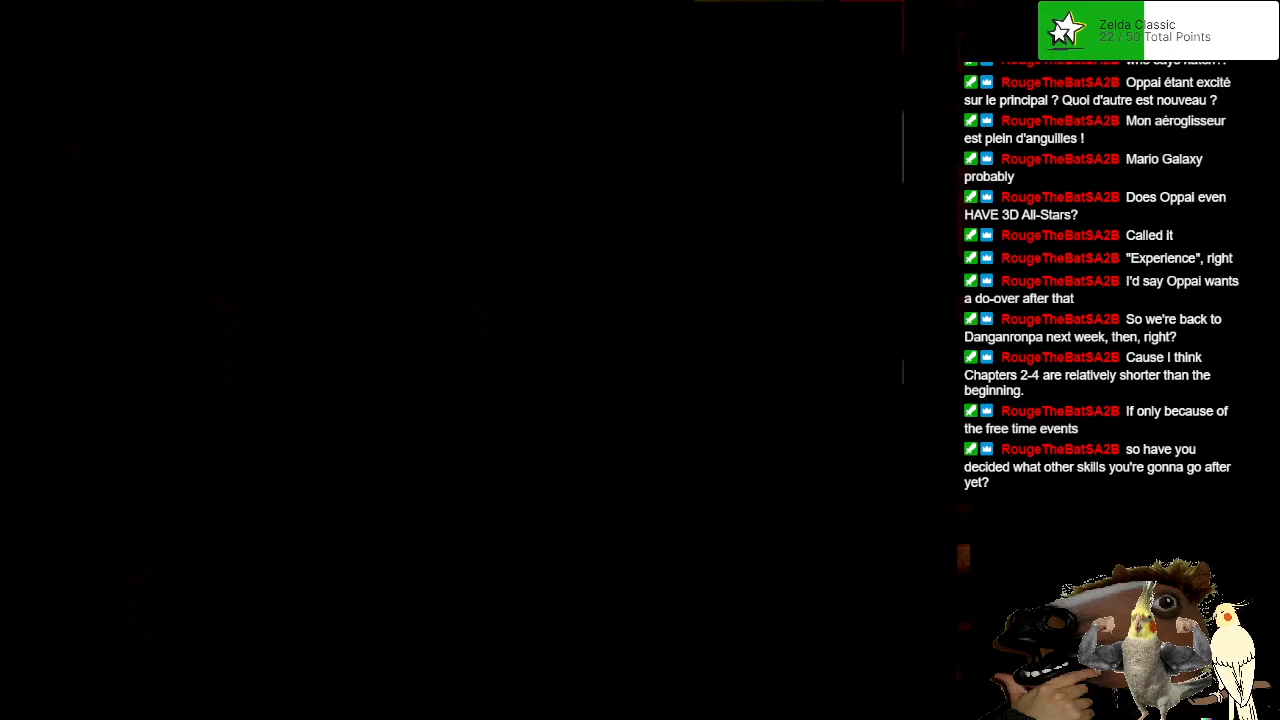 Zelda Classic
22 / 50 Total Points
who says natch??
RougeTheBatSA2B Oppai étant excité
sur le principal ? Quoi d'autre est nouveau ?
RougeTheBatSA2B Mon aéroglisseur
est plein d'anguilles !
RougeTheBatSA2B Mario Galaxy
probably
RougeTheBatSA2B Does Oppai even
HAVE 3D All-Stars?
RougeTheBatSA2B Called it
RougeTheBatSA2B "Experience", right
RougeTheBatSA2B I'd say Oppai wants
a do-over after that
RougeTheBatSA2B So we're back to
Danganronpa next week, then, right?
RougeTheBatSA2B Cause I think
Chapters 2-4 are relatively shorter than the
beginning.
RougeTheBatSA2B If only because of
the free time events
RougeTheBatSA2B so have you
decided what other skills you're gonna go after
yet?